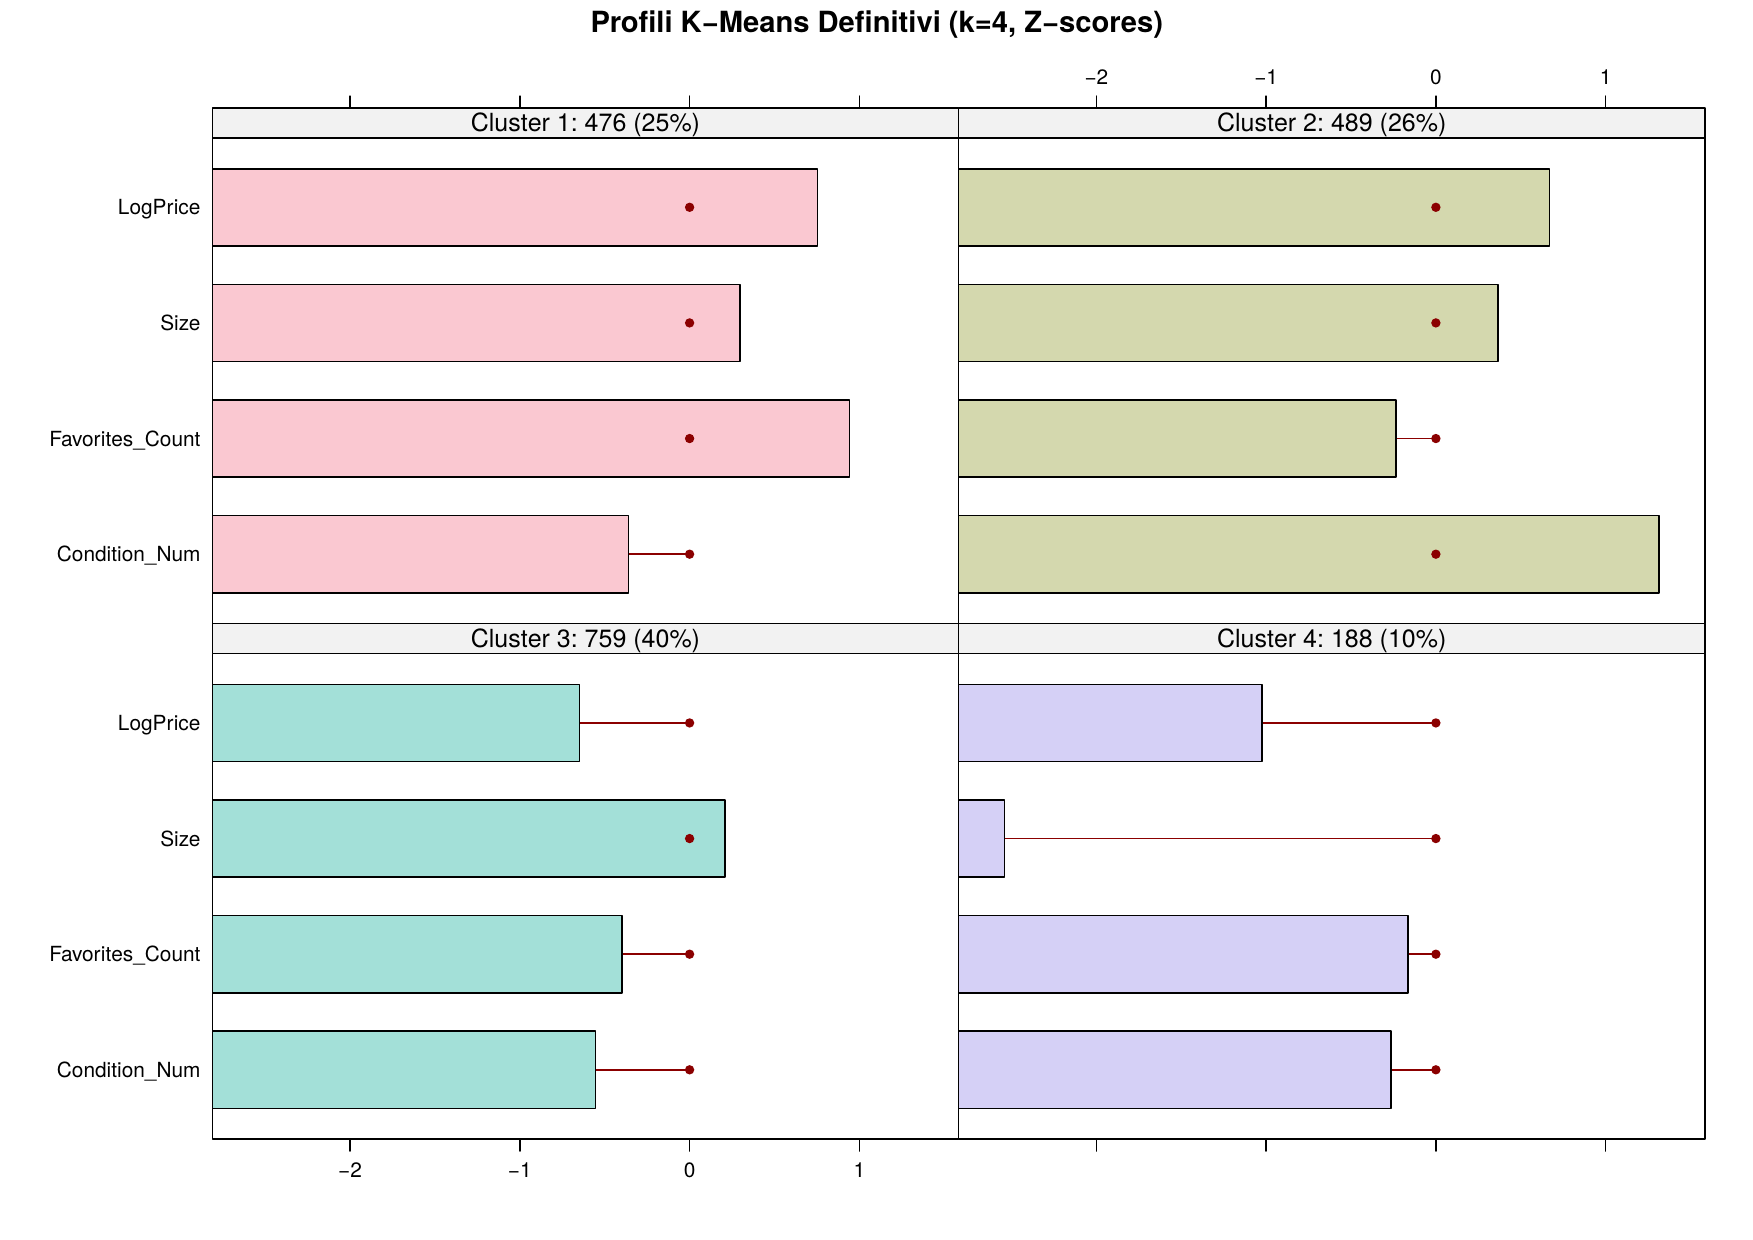 Profili K−Means Definitivi (k=4, Z−scores)
−2 −1 0 1
Cluster 1: 476 (25%)
Cluster 2: 489 (26%)
LogPrice
Size
Favorites_Count
Condition_Num
Cluster 3: 759 (40%)
Cluster 4: 188 (10%)
LogPrice
Size
Favorites_Count
Condition_Num
−2 −1 0 1